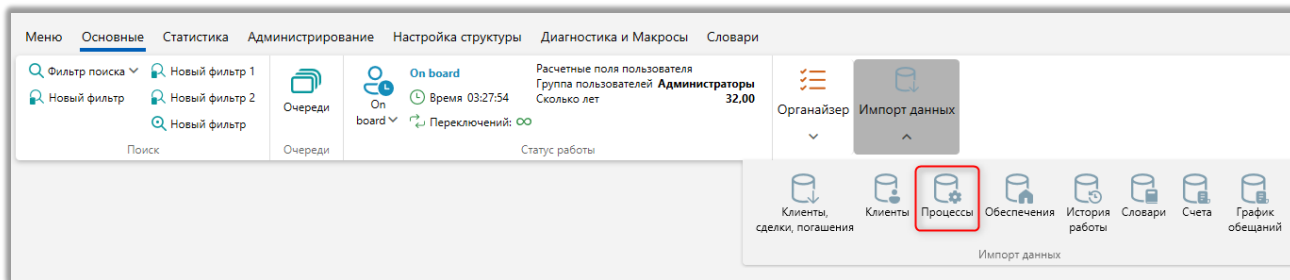 Меню Основные Статистика Администрирование Настройка структуры Диагностика и Макросы Словари
Фильтр поиска
Новый фильтр
Новый фильтр 1
Новый фильтр 2
Новый фильтр
Поиск
Очереди
Очереди
On
board
On board
Время 03:27:54
Переключений: ∞
Расчетные поля пользователя
Группа пользователей Администраторы
Сколько лет 32,00
Статус работы
Органайзер
Импорт данных
Клиенты,
сделки, погашения
Клиенты
Процессы
Обеспечения
История
работы
Словари
Счета
График
обещаний
Импорт данных